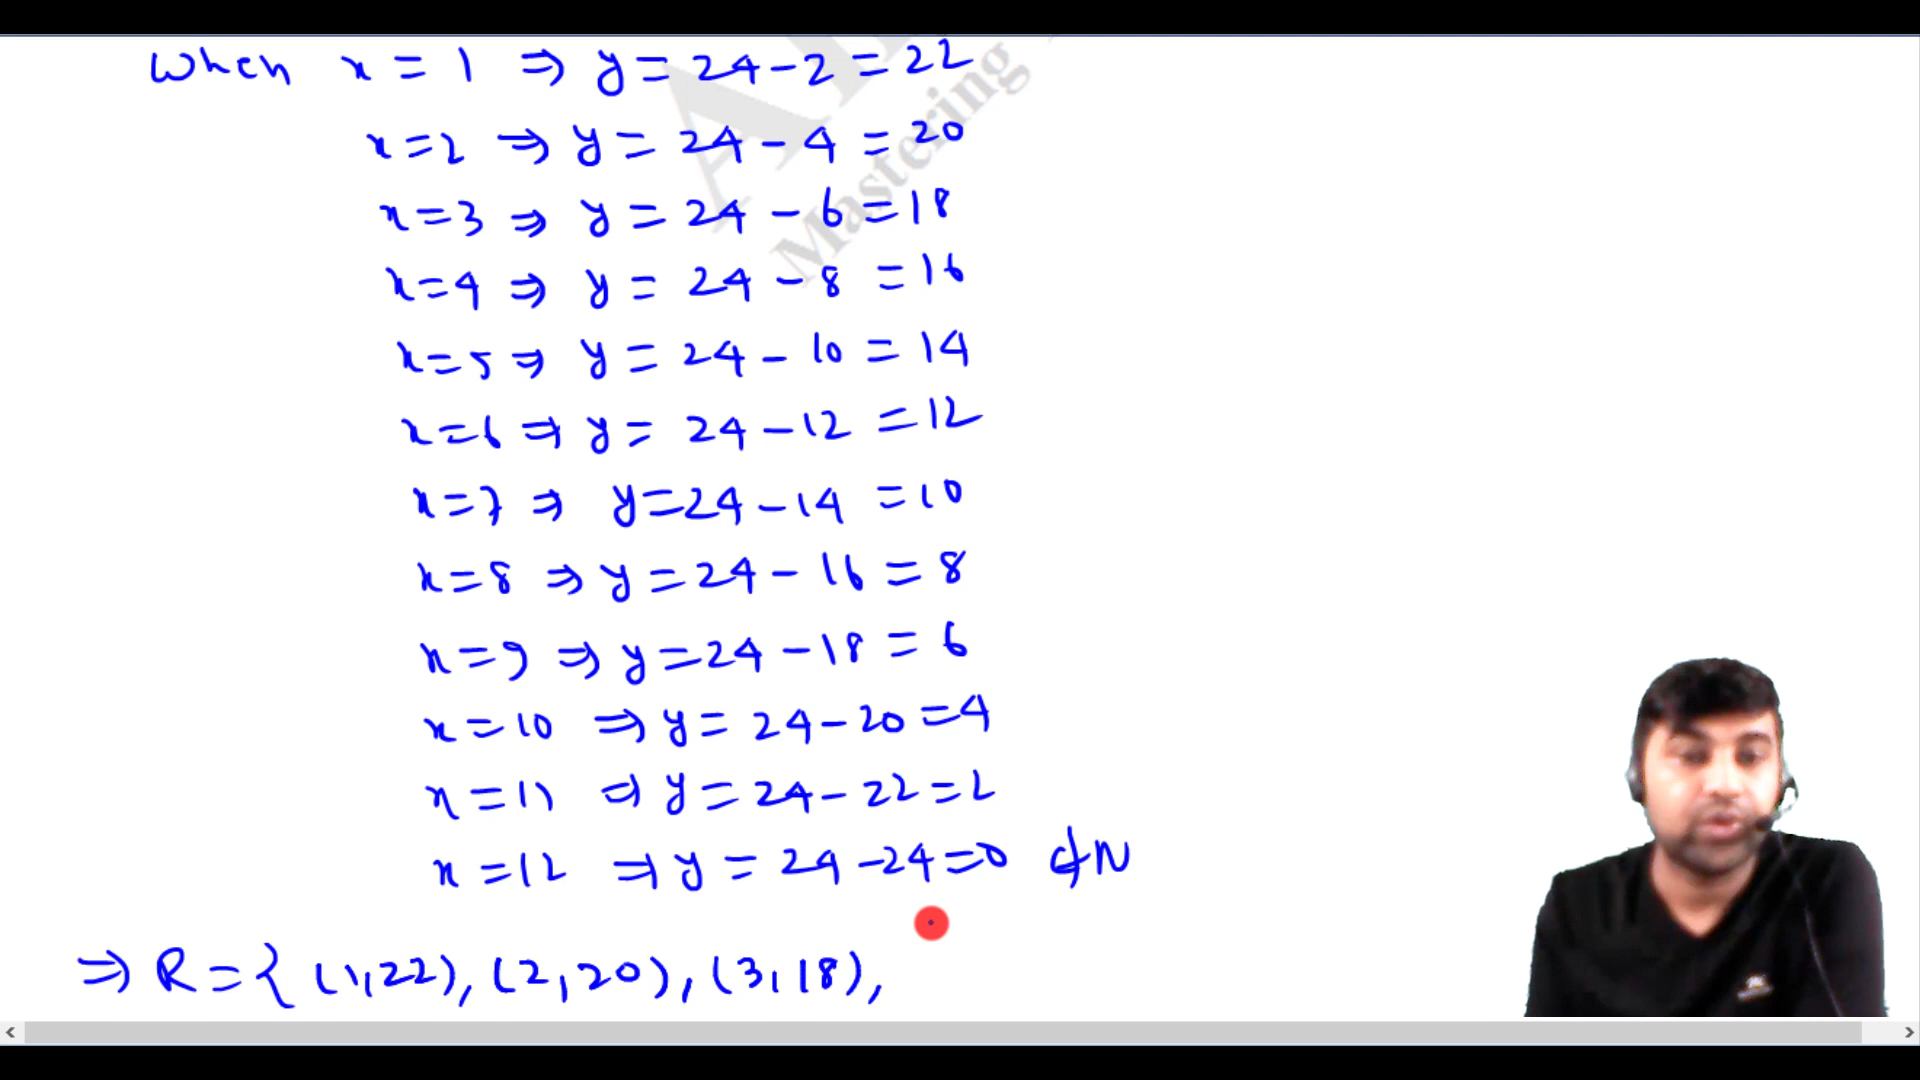 When x = 1 ⇒ y = 24 - 2 = 22
x = 2 ⇒ y = 24 - 4 = 20
x = 3 ⇒ y = 24 - 6 = 18
x = 4 ⇒ y = 24 - 8 = 16
x = 5 ⇒ y = 24 - 10 = 14
x = 6 ⇒ y = 24 - 12 = 12
x = 7 ⇒ y = 24 - 14 = 10
x = 8 ⇒ y = 24 - 16 = 8
x = 9 ⇒ y = 24 - 18 = 6
x = 10 ⇒ y = 24 - 20 = 4
x = 11 ⇒ y = 24 - 22 = 2
x = 12 ⇒ y = 24 - 24 = 0 ∉ N
⇒ R = { (1,22), (2,20), (3,18),
Mastering